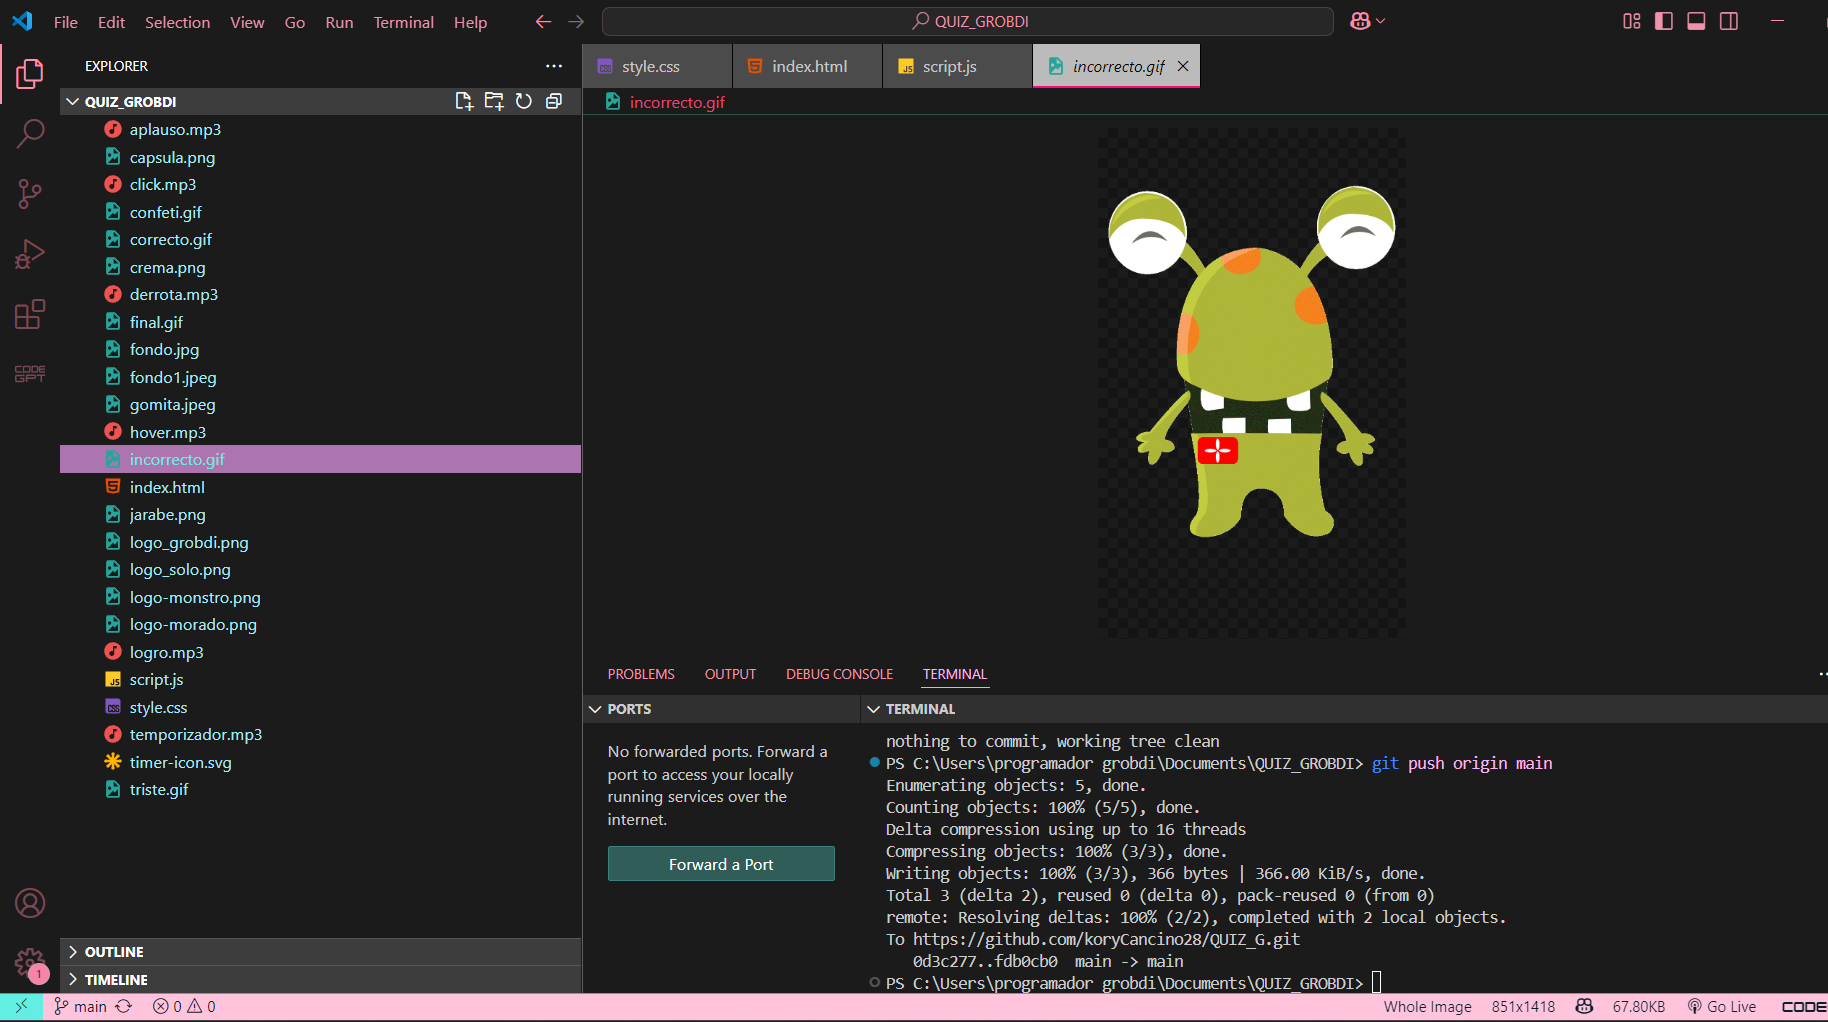 File Edit Selection View Go Run Terminal Help
QUIZ_GROBDI
EXPLORER
style.css
index.html
script.js
incorrecto.gif
QUIZ_GROBDI
incorrecto.gif
aplauso.mp3
capsula.png
click.mp3
confeti.gif
correcto.gif
crema.png
derrota.mp3
final.gif
fondo.jpg
fondo1.jpeg
gomita.jpeg
hover.mp3
incorrecto.gif
index.html
jarabe.png
logo_grobdi.png
logo_solo.png
logo-monstro.png
logo-morado.png
logro.mp3
script.js
style.css
temporizador.mp3
timer-icon.svg
triste.gif
OUTLINE
TIMELINE
CODE
GPT
1
PROBLEMS OUTPUT DEBUG CONSOLE TERMINAL
PORTS
No forwarded ports. Forward a
port to access your locally
running services over the
internet.
Forward a Port
TERMINAL
nothing to commit, working tree clean
PS C:\Users\programador grobdi\Documents\QUIZ_GROBDI> git push origin main
Enumerating objects: 5, done.
Counting objects: 100% (5/5), done.
Delta compression using up to 16 threads
Compressing objects: 100% (3/3), done.
Writing objects: 100% (3/3), 366 bytes | 366.00 KiB/s, done.
Total 3 (delta 2), reused 0 (delta 0), pack-reused 0 (from 0)
remote: Resolving deltas: 100% (2/2), completed with 2 local objects.
To https://github.com/koryCancino28/QUIZ_G.git
0d3c277..fdb0cb0 main -> main
PS C:\Users\programador grobdi\Documents\QUIZ_GROBDI>
main 0 0 Whole Image 851x1418 67.80KB Go Live CODE